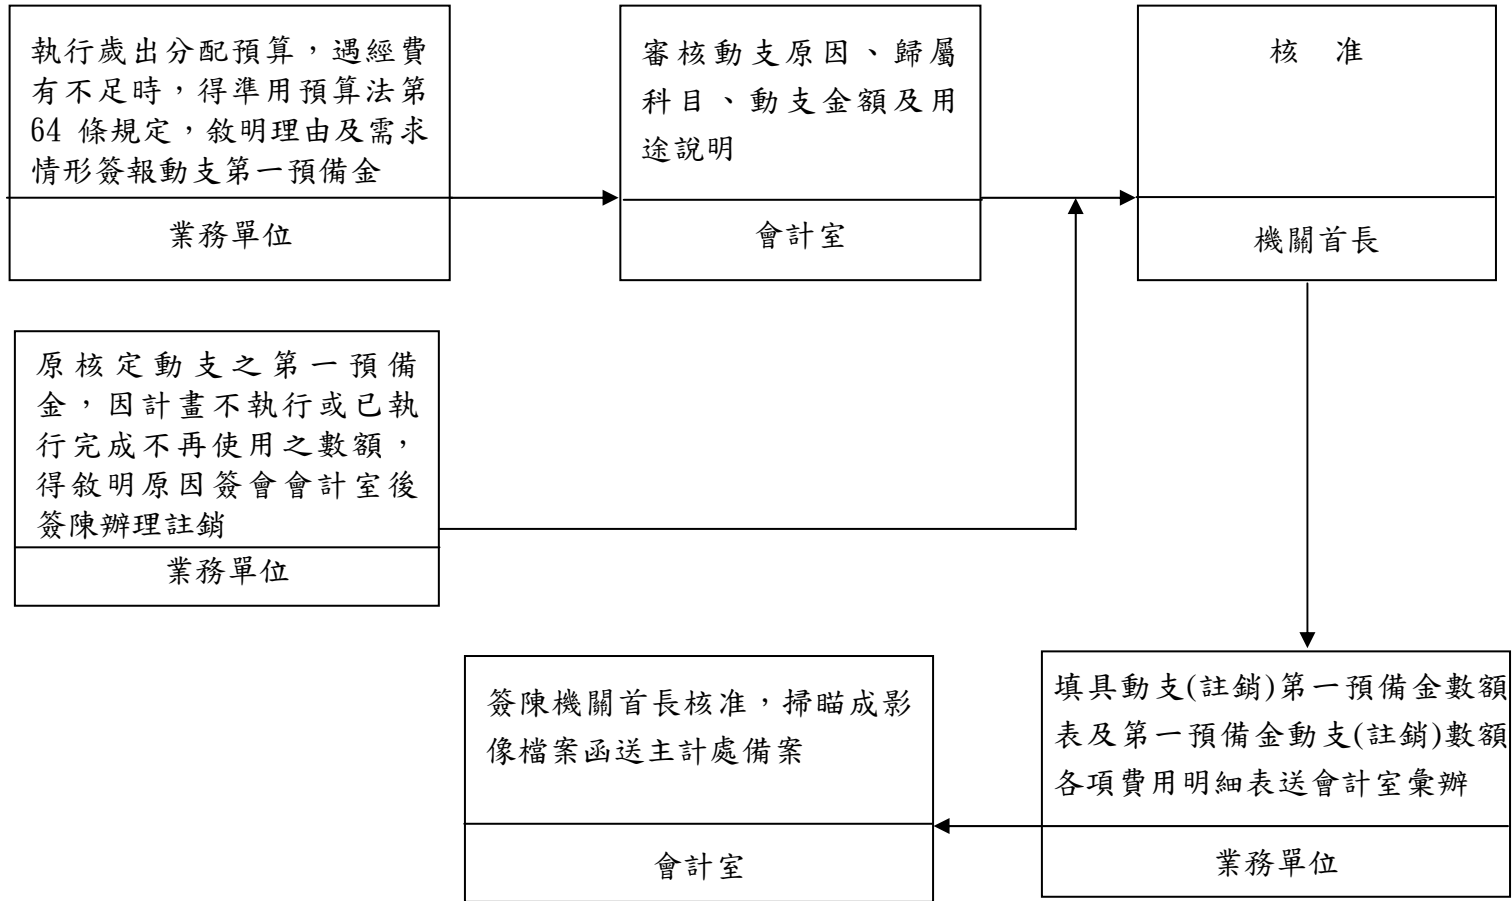 執行歲出分配預算，遇經費
有不足時，得準用預算法第
64 條規定，敘明理由及需求
情形簽報動支第一預備金
業務單位
審核動支原因、歸屬
科目、動支金額及用
途說明
會計室
核　准
機關首長
原核定動支之第一預備
金，因計畫不執行或已執
行完成不再使用之數額，
得敘明原因簽會會計室後
簽陳辦理註銷
業務單位
填具動支(註銷)第一預備金數額
表及第一預備金動支(註銷)數額
各項費用明細表送會計室彙辦
業務單位
簽陳機關首長核准，掃瞄成影
像檔案函送主計處備案
會計室